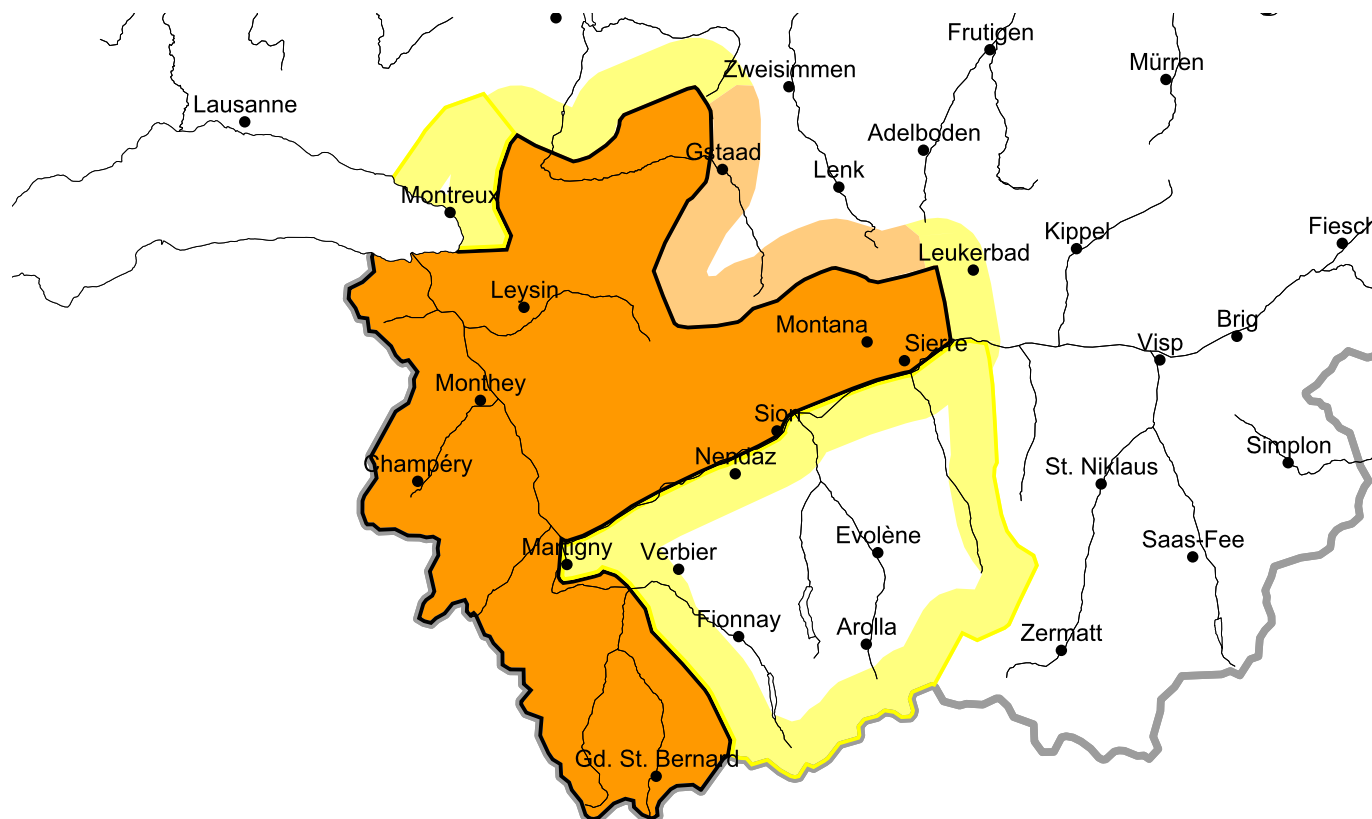 Frutigen
Zweisimmen
Mürren
Lausanne
Adelboden
Gstaad
Lenk
Montreux
Kippel
Fiesch
Leukerbad
Leysin
Montana
Sierre
Visp
Brig
Monthey
Sion
Champéry
Nendaz
St. Niklaus
Simplon
Martigny
Verbier
Evolène
Saas-Fee
Fionnay
Arolla
Zermatt
Gd. St. Bernard